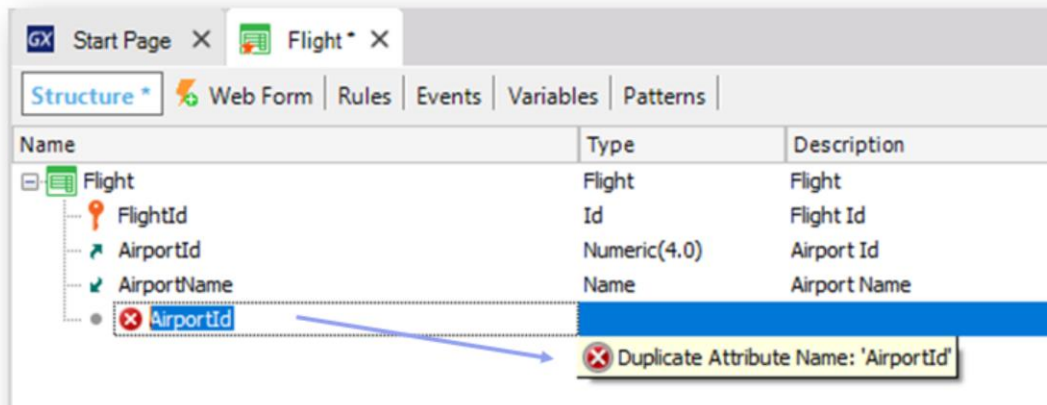 GX Start Page Flight *
Structure * Web Form Rules Events Variables Patterns
Name Type Description
Flight Flight Flight
FlightId Id Flight Id
AirportId Numeric(4.0) Airport Id
AirportName Name Airport Name
AirportId
Duplicate Attribute Name: 'AirportId'